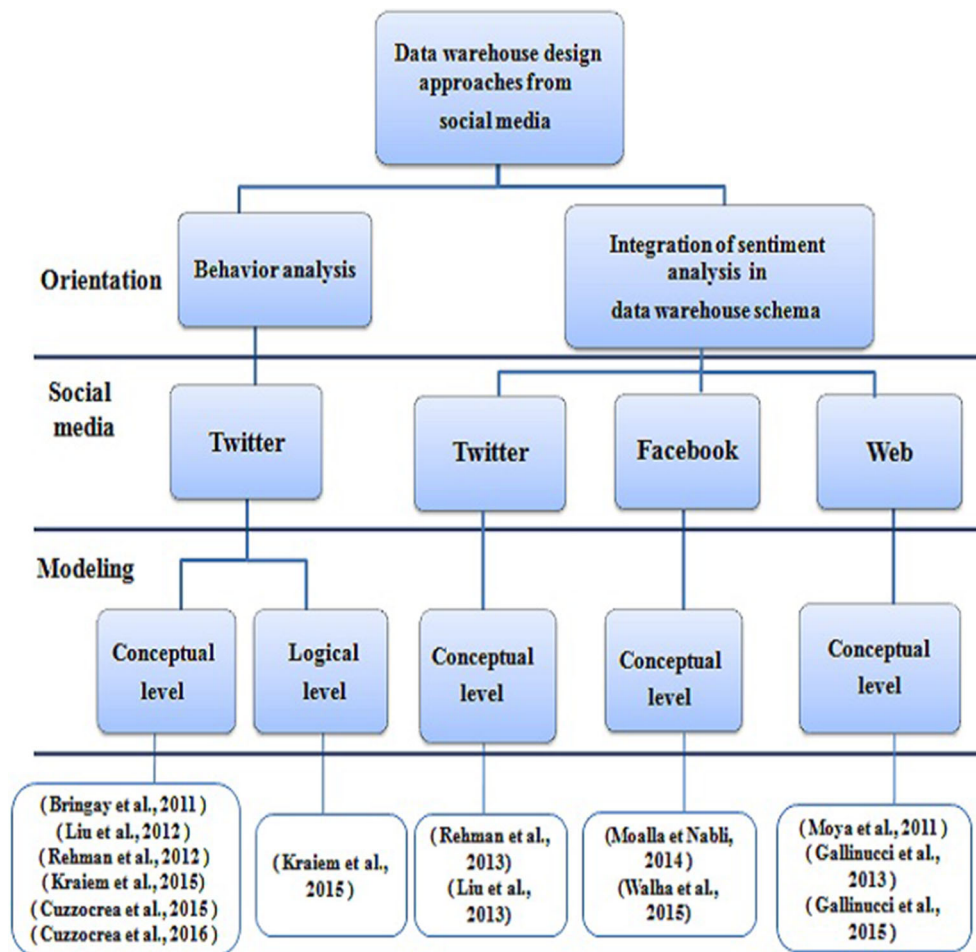 Data warehouse design
approaches from
social media
Orientation
Behavior analysis
Integration of sentiment
analysis in
data warehouse schema
Social
media
Twitter
Twitter
Facebook
Web
Modeling
Conceptual
level
Logical
level
Conceptual
level
Conceptual
level
Conceptual
level
(Bringay et al., 2011)
(Liu et al., 2012)
(Rehman et al., 2012)
(Kraiem et al., 2015)
(Cuzzocrea et al., 2015)
(Cuzzocrea et al., 2016)
(Kraiem et al.,
2015)
(Rehman et al.,
2013)
(Liu et al.,
2013)
(Moalla et Nabli,
2014)
(Walha et al.,
2015)
(Moya et al., 2011)
(Gallinucci et al.,
2013)
(Gallinucci et al.,
2015)